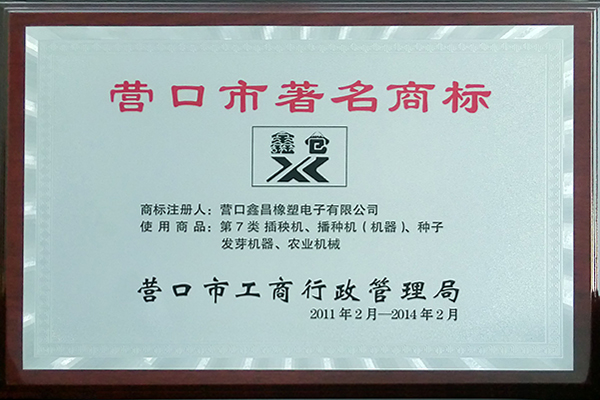 营口市著名商标
商标注册人：营口鑫昌橡塑电子有限公司
使用商品：第7类 插秧机、播种机（机器）、种子
发芽机器、农业机械
营口市工商行政管理局
2011年2月—2014年2月